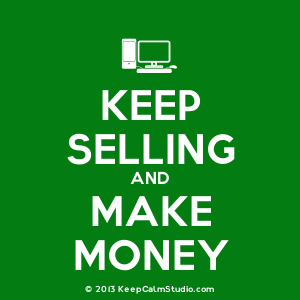 KEEP
SELLING
AND
MAKE
MONEY
© 2013 KeepCalmStudio.com